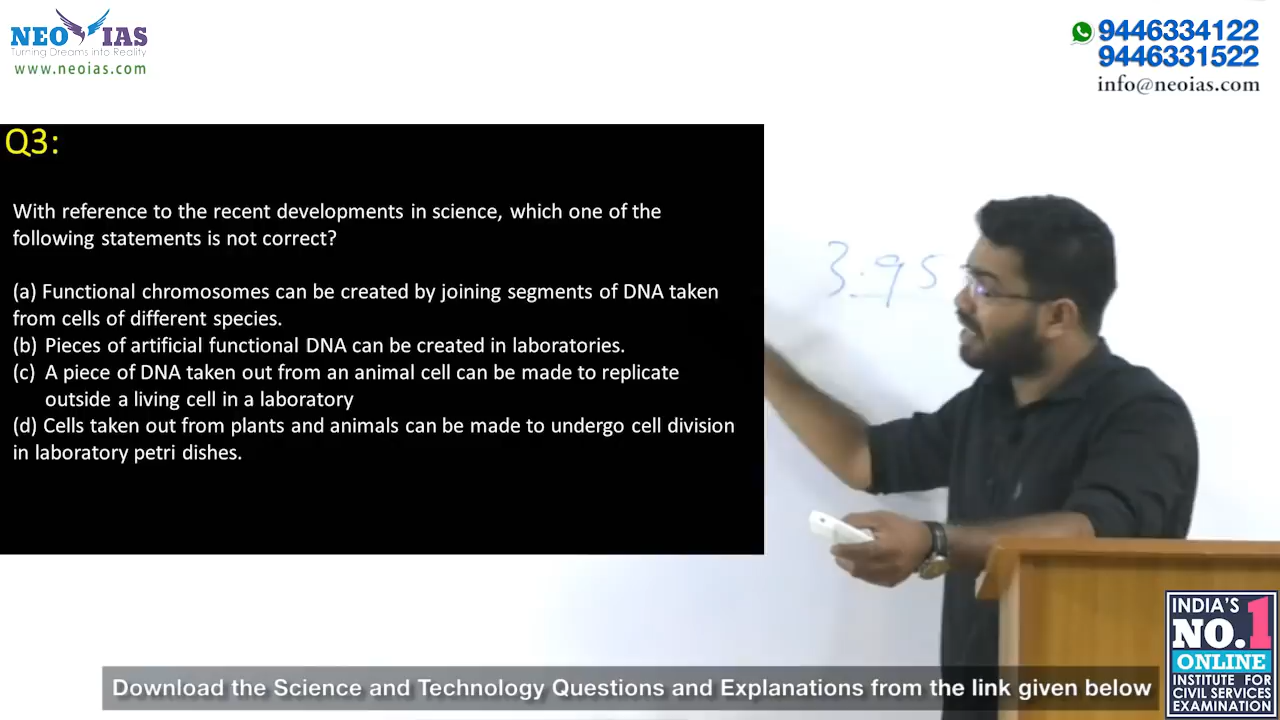 NEO IAS
Turning Dreams into Reality
www.neoias.com
9446334122
9446331522
info@neoias.com
Q3:
With reference to the recent developments in science, which one of the
following statements is not correct?
(a) Functional chromosomes can be created by joining segments of DNA taken
from cells of different species.
(b) Pieces of artificial functional DNA can be created in laboratories.
(c) A piece of DNA taken out from an animal cell can be made to replicate
outside a living cell in a laboratory
(d) Cells taken out from plants and animals can be made to undergo cell division
in laboratory petri dishes.
3.95
INDIA'S
NO.1
ONLINE
INSTITUTE FOR
CIVIL SERVICES
EXAMINATION
Download the Science and Technology Questions and Explanations from the link given below